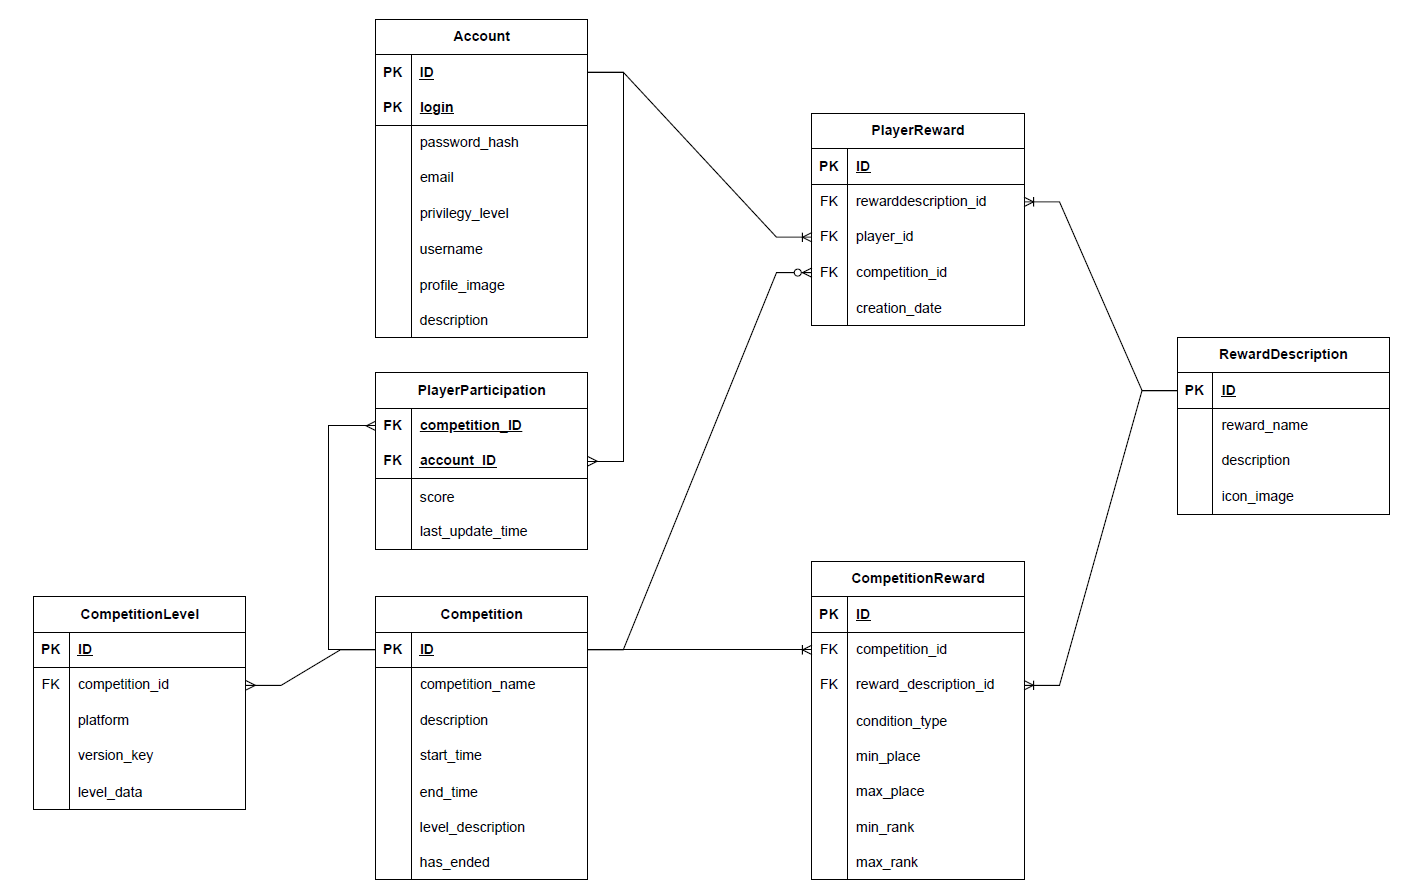 Account
PK ID
PK login
password_hash
email
privilegy_level
username
profile_image
description
PlayerReward
PK ID
FK rewarddescription_id
FK player_id
FK competition_id
creation_date
RewardDescription
PK ID
reward_name
description
icon_image
PlayerParticipation
FK competition_ID
FK account_ID
score
last_update_time
CompetitionLevel
PK ID
FK competition_id
platform
version_key
level_data
Competition
PK ID
competition_name
description
start_time
end_time
level_description
has_ended
CompetitionReward
PK ID
FK competition_id
FK reward_description_id
condition_type
min_place
max_place
min_rank
max_rank